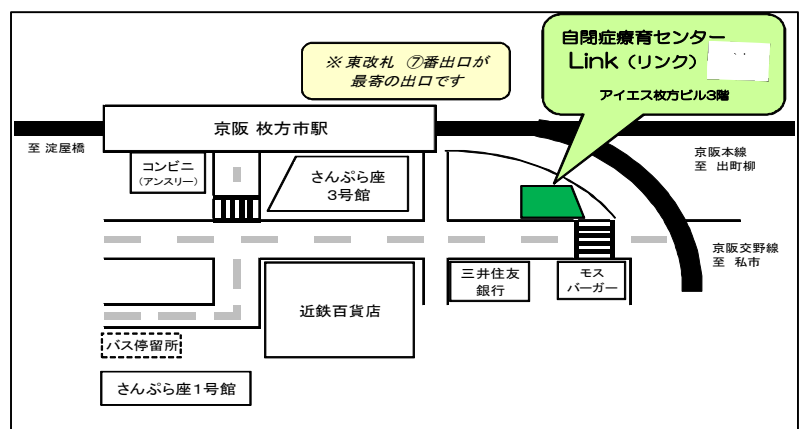 自閉症療育センター
Link（リンク）
アイエス枚方ビル3階
※ 東改札 ⑦番出口が
最寄の出口です
京阪 枚方市駅
至 淀屋橋
京阪本線
至 出町柳
コンビニ
(アンスリー)
さんぷら座
3号館
京阪交野線
至 私市
三井住友
銀行
モス
バーガー
近鉄百貨店
バス停留所
さんぷら座1号館